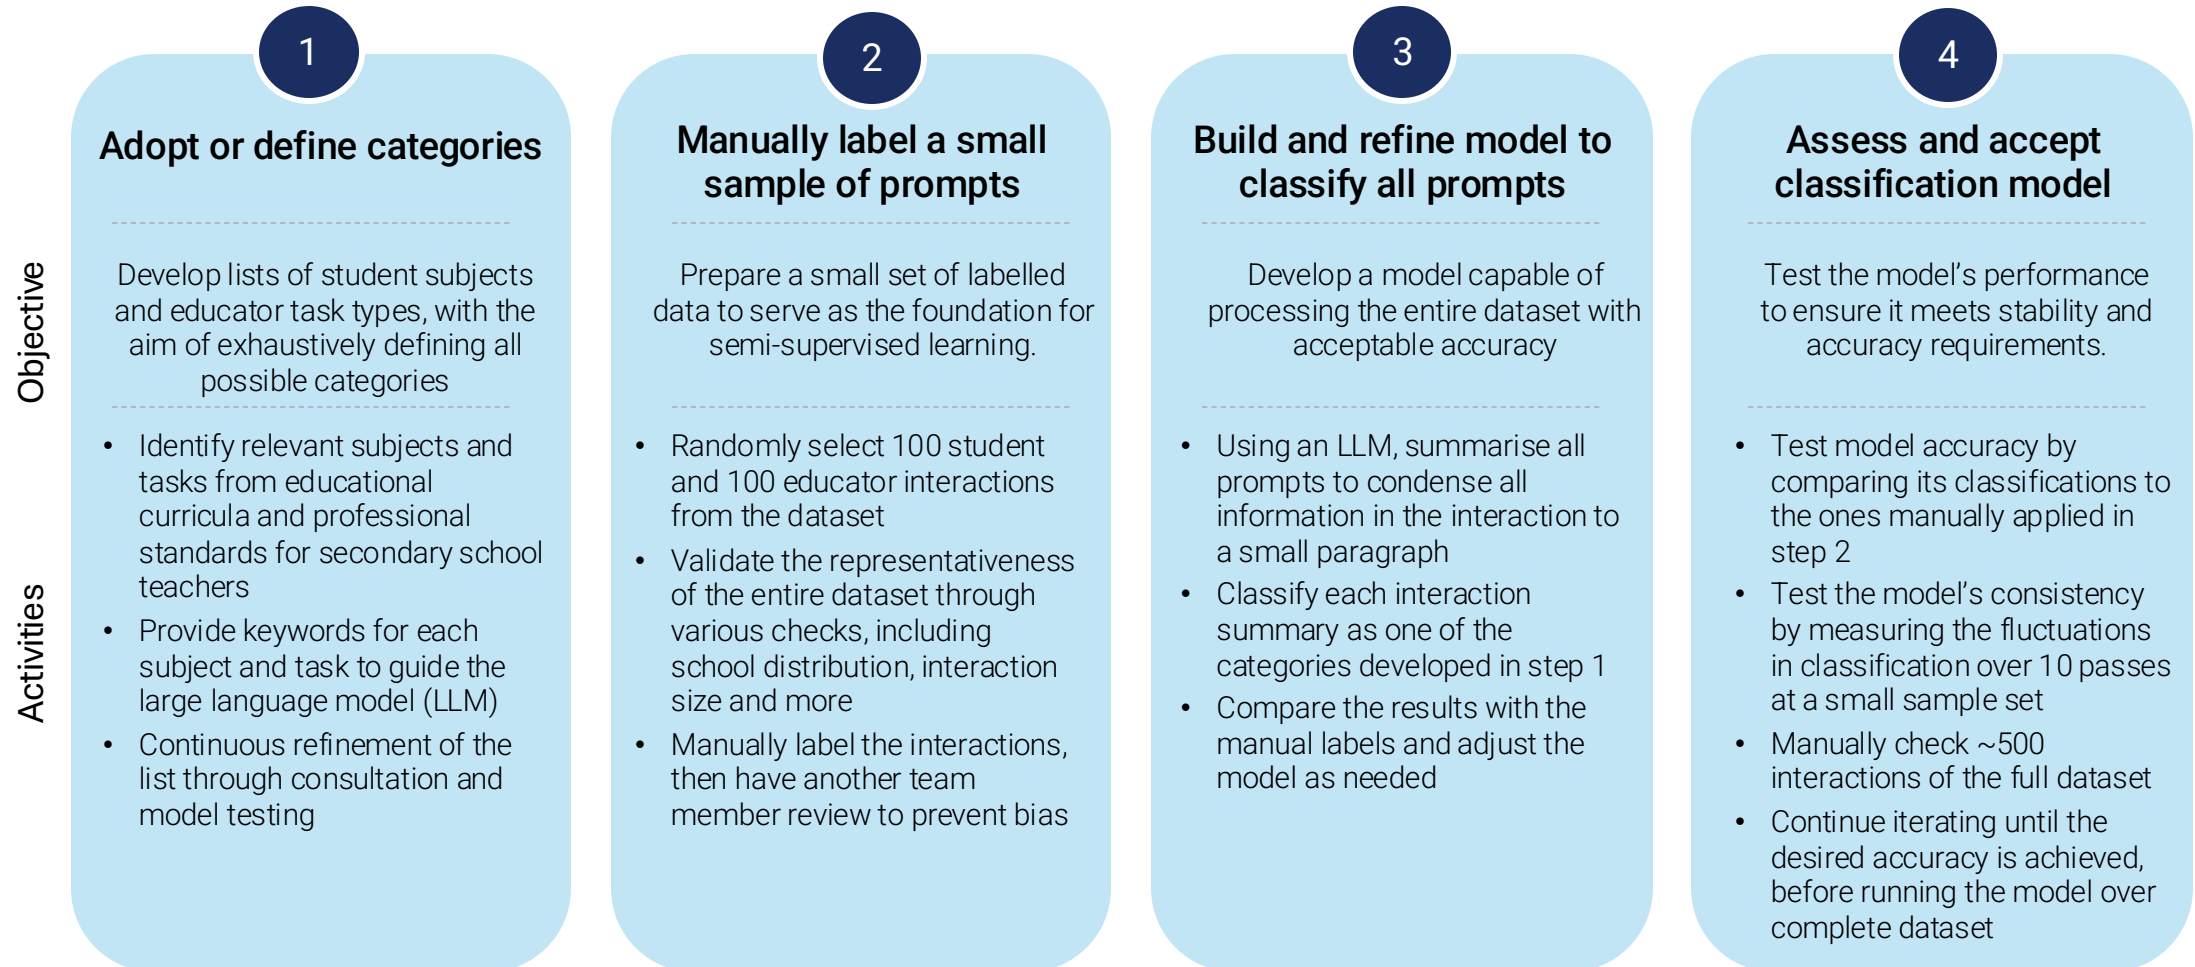 1
Adopt or define categories
Objective
Develop lists of student subjects
and educator task types, with the
aim of exhaustively defining all
possible categories
Activities
• Identify relevant subjects and
tasks from educational
curricula and professional
standards for secondary school
teachers
• Provide keywords for each
subject and task to guide the
large language model (LLM)
• Continuous refinement of the
list through consultation and
model testing
2
Manually label a small
sample of prompts
Prepare a small set of labelled
data to serve as the foundation for
semi-supervised learning.
• Randomly select 100 student
and 100 educator interactions
from the dataset
• Validate the representativeness
of the entire dataset through
various checks, including
school distribution, interaction
size and more
• Manually label the interactions,
then have another team
member review to prevent bias
3
Build and refine model to
classify all prompts
Develop a model capable of
processing the entire dataset with
acceptable accuracy
• Using an LLM, summarise all
prompts to condense all
information in the interaction to
a small paragraph
• Classify each interaction
summary as one of the
categories developed in step 1
• Compare the results with the
manual labels and adjust the
model as needed
4
Assess and accept
classification model
Test the model’s performance
to ensure it meets stability and
accuracy requirements.
• Test model accuracy by
comparing its classifications to
the ones manually applied in
step 2
• Test the model’s consistency
by measuring the fluctuations
in classification over 10 passes
at a small sample set
• Manually check ~500
interactions of the full dataset
• Continue iterating until the
desired accuracy is achieved,
before running the model over
complete dataset